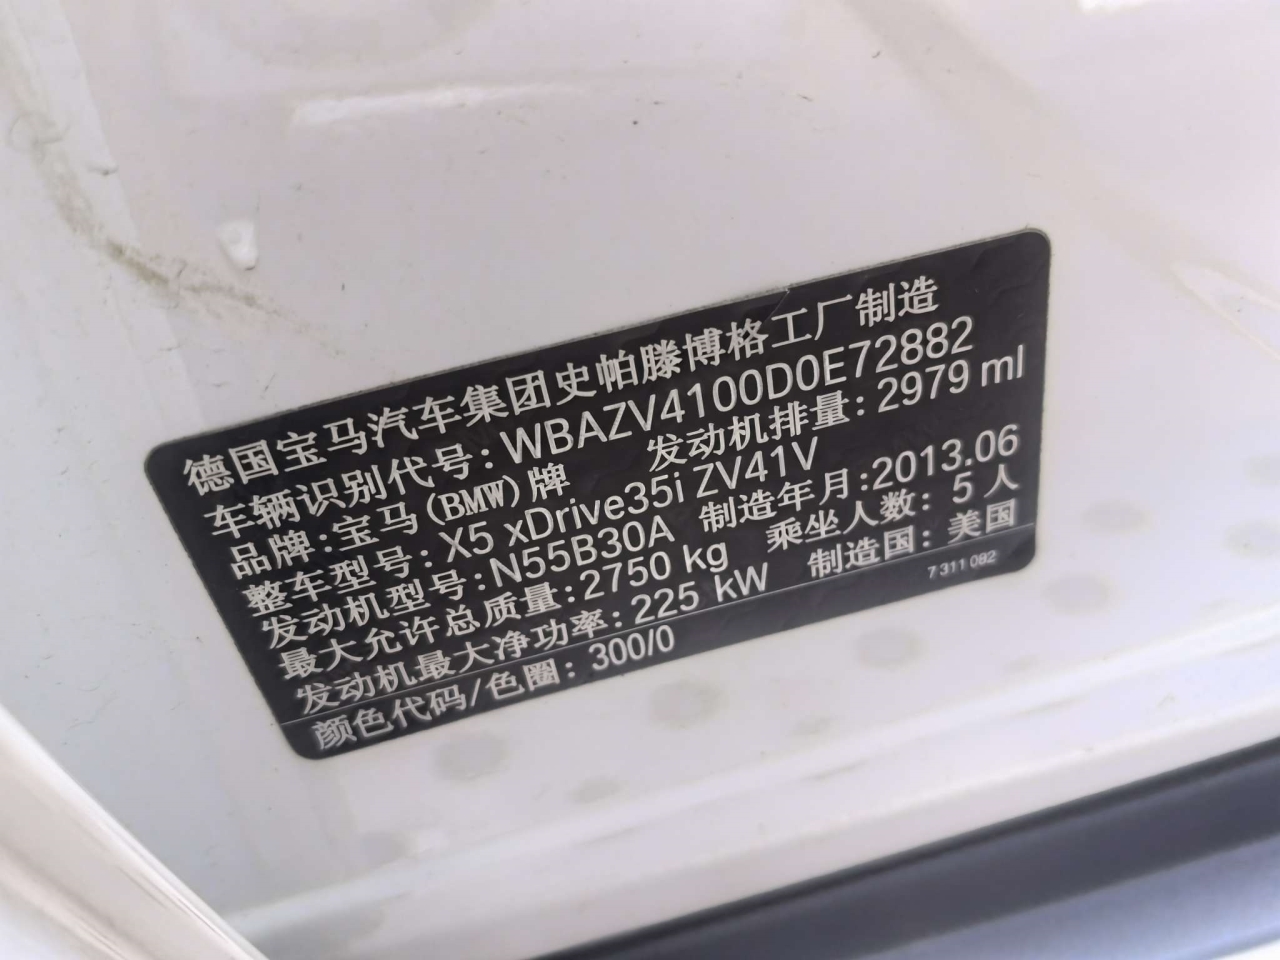 德国宝马汽车集团史帕滕博格工厂制造
车辆识别代号: WBAZV4100D0E72882
品牌:宝马(BMW)牌 发动机排量: 2979 ml
整车型号: X5 xDrive35i ZV41V
发动机型号: N55B30A 制造年月:2013.06
最大允许总质量:2750 kg 乘坐人数: 5 人
发动机最大净功率: 225 kW 制造国: 美国
颜色代码/色圈: 300/0 7 311 082